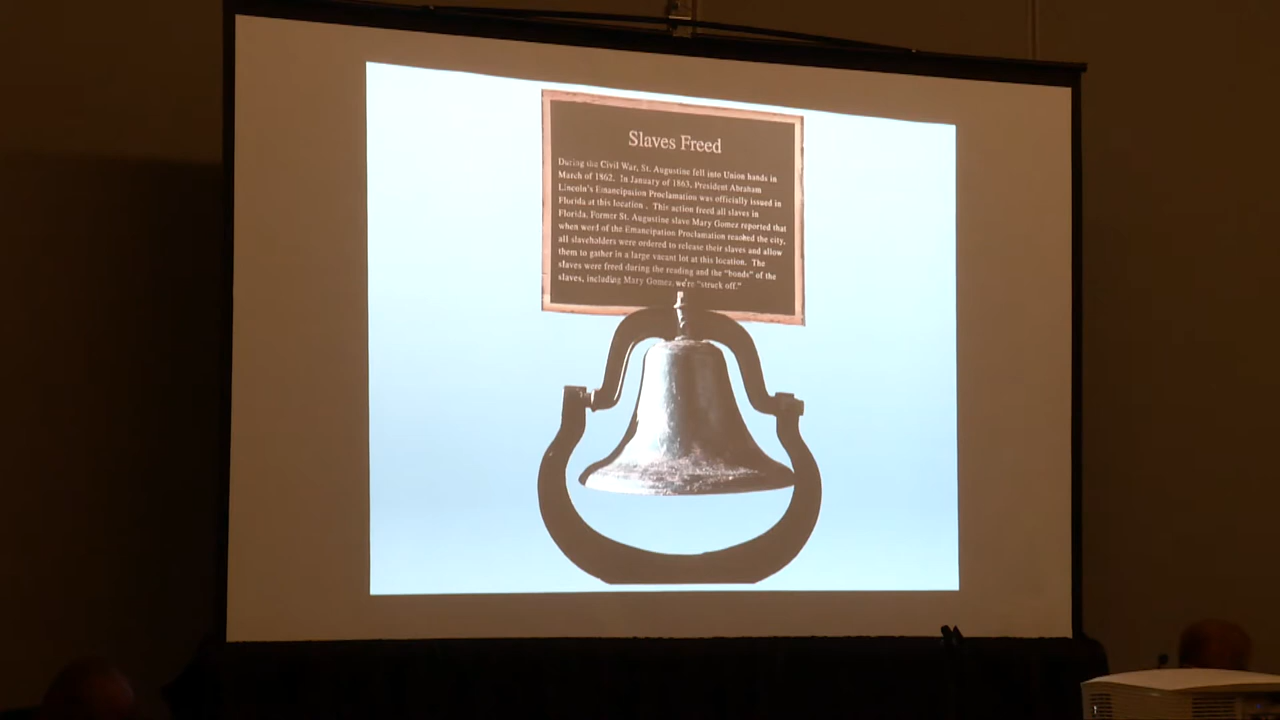 Slaves Freed
During the Civil War, St. Augustine fell into Union hands in
March of 1862. In January of 1863, President Abraham
Lincoln's Emancipation Proclamation was officially issued in
Florida at this location . This action freed all slaves in
Florida. Former St. Augustine slave Mary Gomez reported that
when word of the Emancipation Proclamation reached the city,
all slaveholders were ordered to release their slaves and allow
them to gather in a large vacant lot at this location. The
slaves were freed during the reading and the "bonds" of the
slaves, including Mary Gomez, we're "struck off."